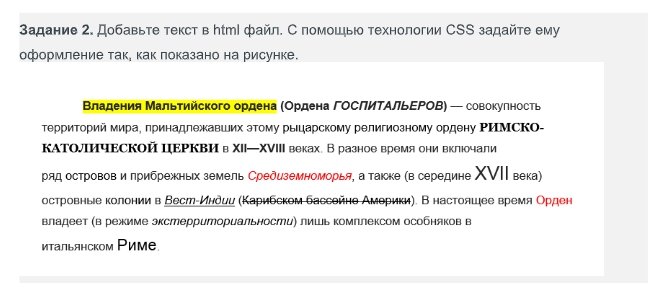 Задание 2. Добавьте текст в html файл. С помощью технологии CSS задайте ему
оформление так, как показано на рисунке.
Владения Мальтийского ордена (Ордена ГОСПИТАЛЬЕРОВ) — совокупность
территорий мира, принадлежавших этому рыцарскому религиозному ордену РИМСКО-
КАТОЛИЧЕСКОЙ ЦЕРКВИ в XII—XVIII веках. В разное время они включали
ряд островов и прибрежных земель Средиземноморья, а также (в середине XVII века)
островные колонии в Вест-Индии (Карибском бассейне Америки). В настоящее время Орден
владеет (в режиме экстерриториальности) лишь комплексом особняков в
итальянском Риме.